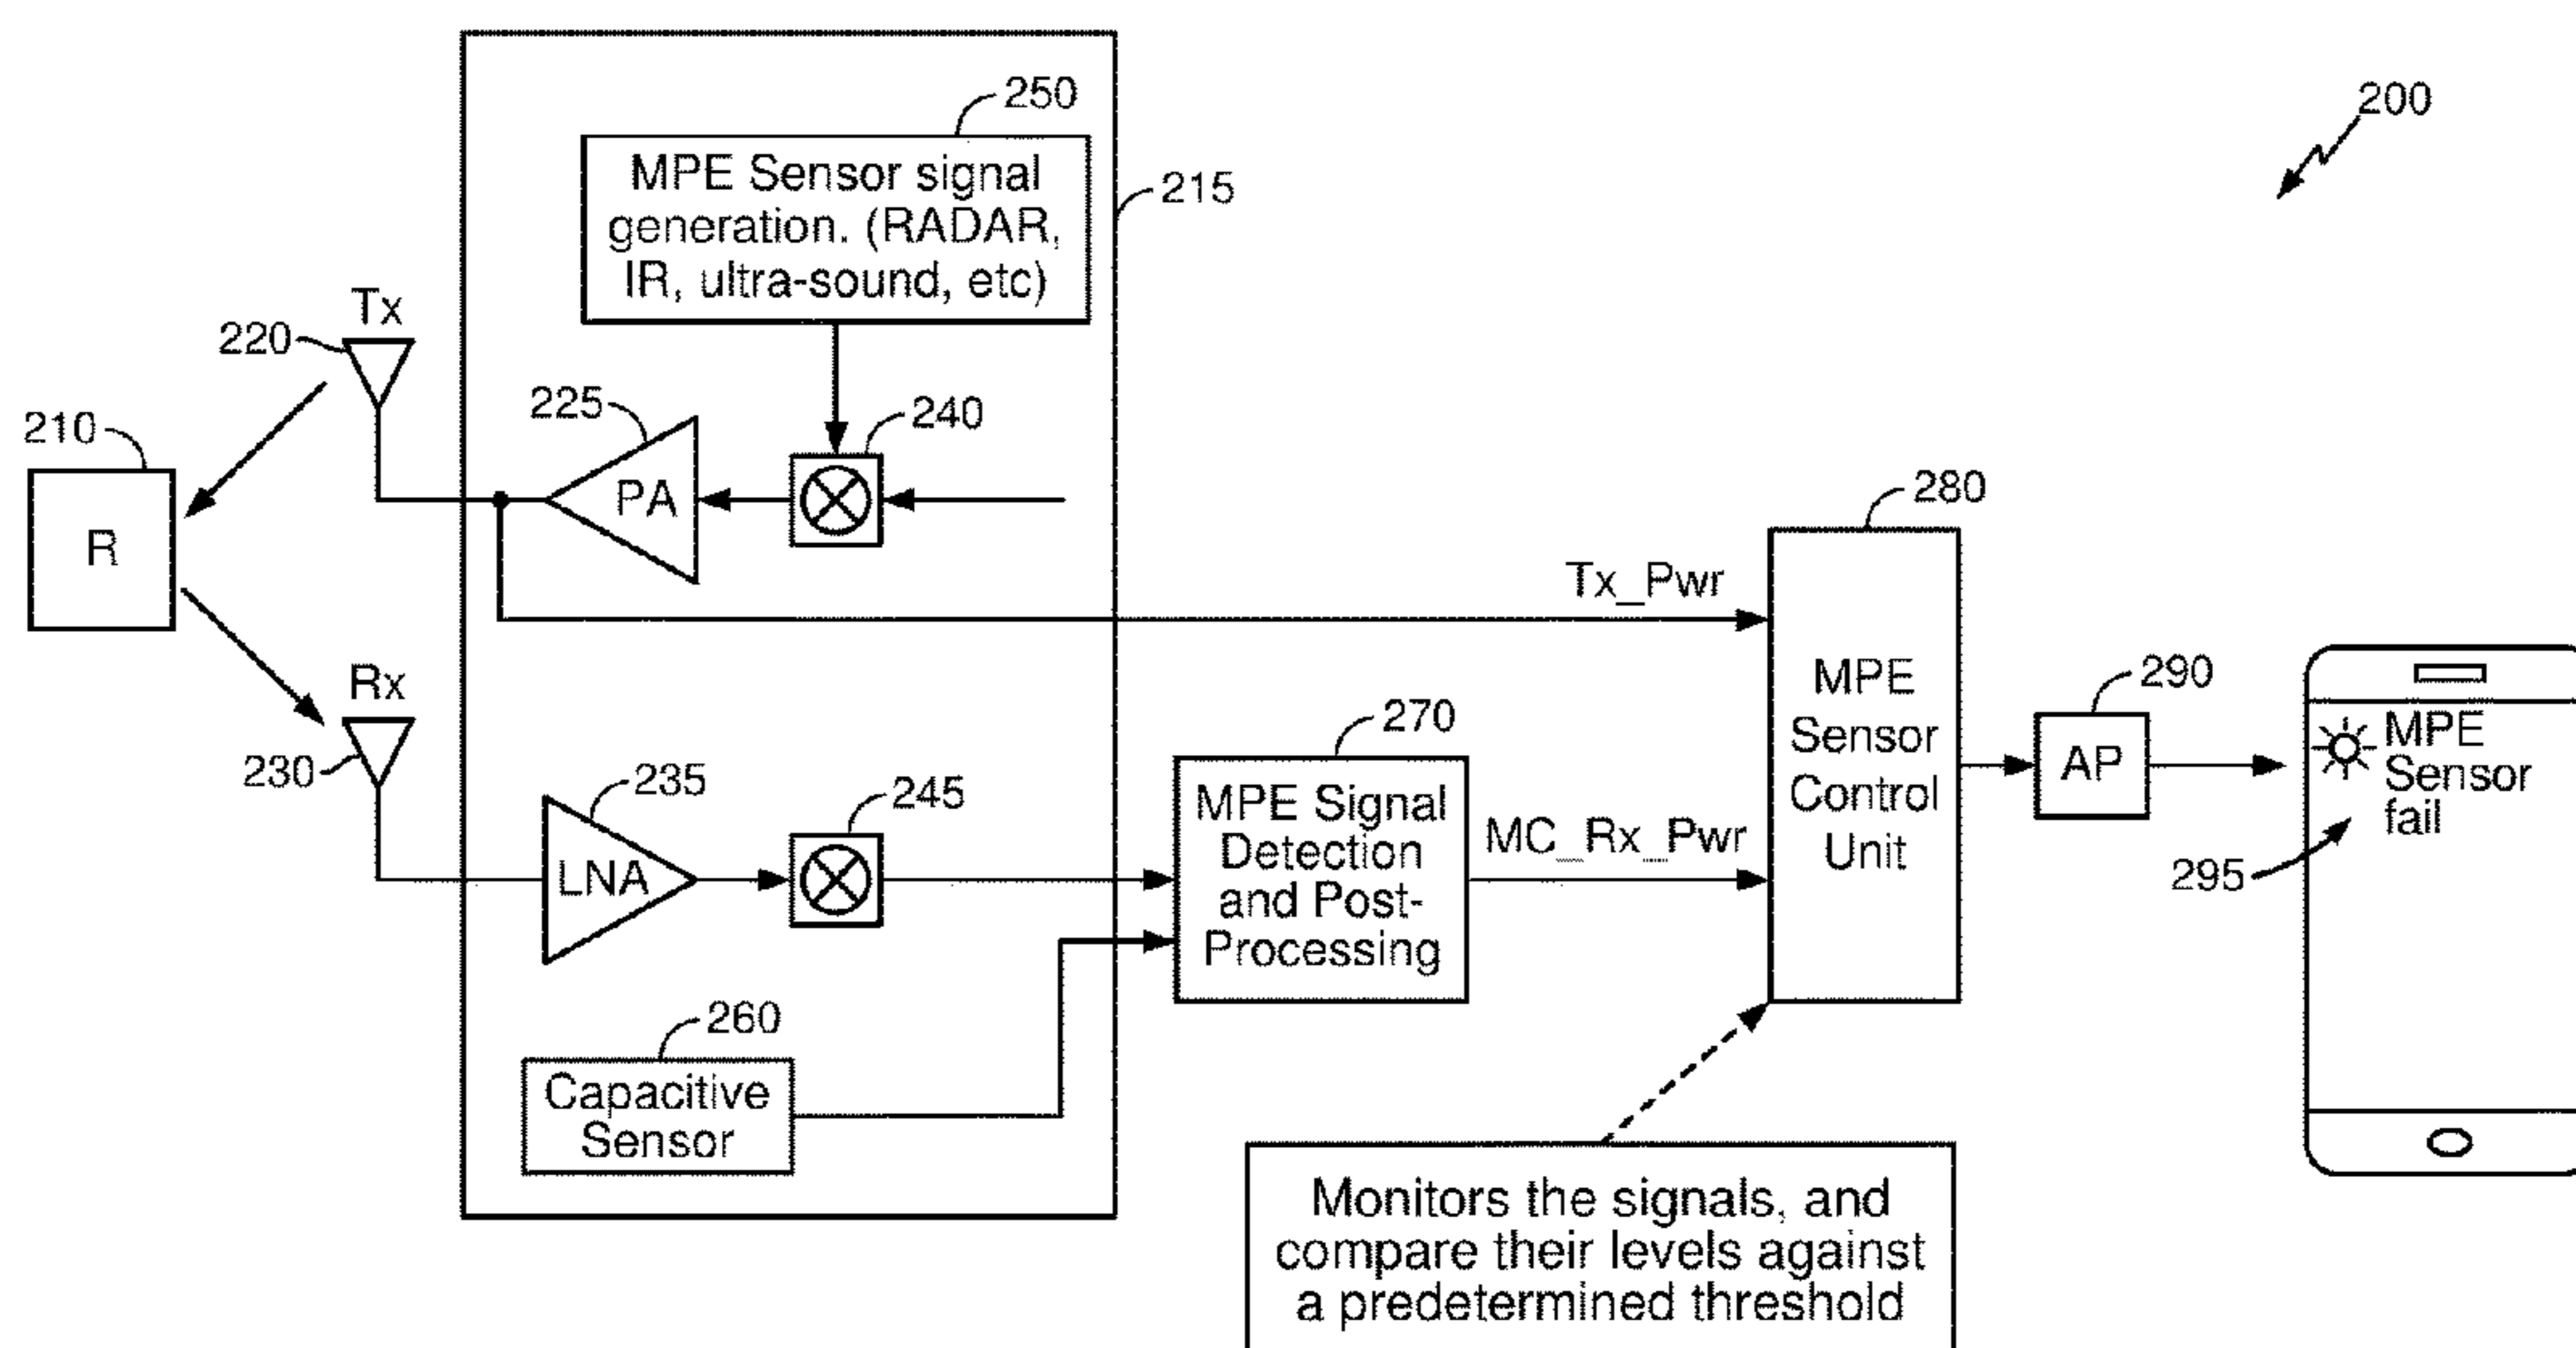 250
200
MPE Sensor signal
generation. (RADAR,
IR, ultra-sound, etc)
215
Tx
220
225
240
210
PA
R
280
Tx_Pwr
Rx
230
235
245
LNA
270
MPE Signal
Detection
and Post-
Processing
MC_Rx_Pwr
MPE
Sensor
Control
Unit
290
AP
MPE
Sensor
fail
295
260
Capacitive
Sensor
Monitors the signals, and
compare their levels against
a predetermined threshold